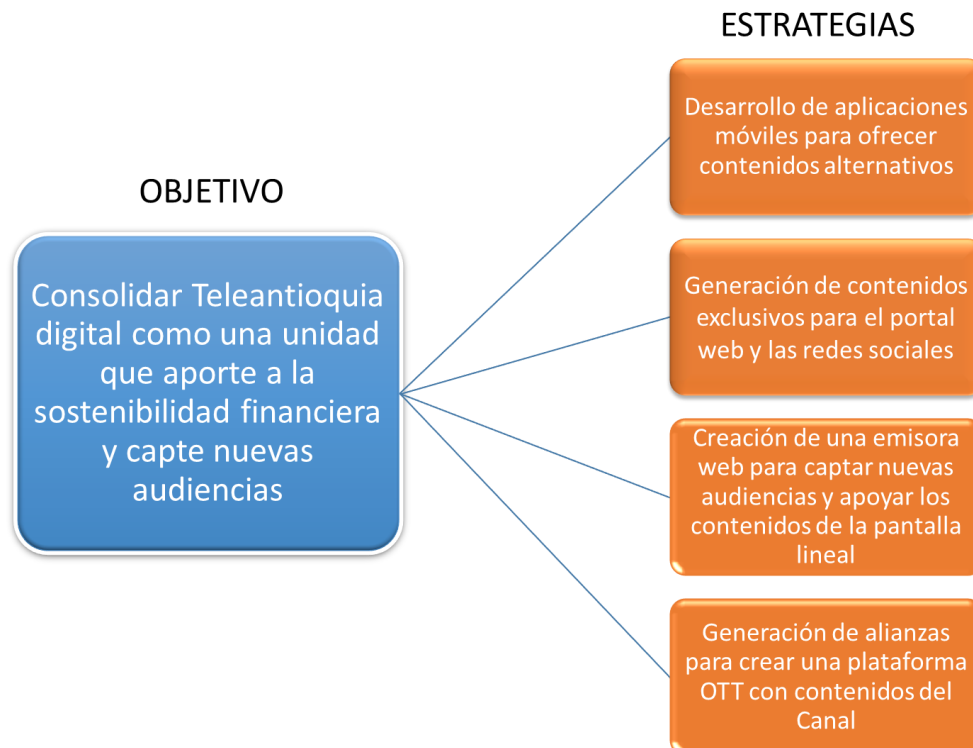 OBJETIVO
Consolidar Teleantioquia
digital como una unidad
que aporte a la
sostenibilidad financiera
y capte nuevas
audiencias
ESTRATEGIAS
Desarrollo de aplicaciones
móviles para ofrecer
contenidos alternativos
Generación de contenidos
exclusivos para el portal
web y las redes sociales
Creación de una emisora
web para captar nuevas
audiencias y apoyar los
contenidos de la pantalla
lineal
Generación de alianzas
para crear una plataforma
OTT con contenidos del
Canal